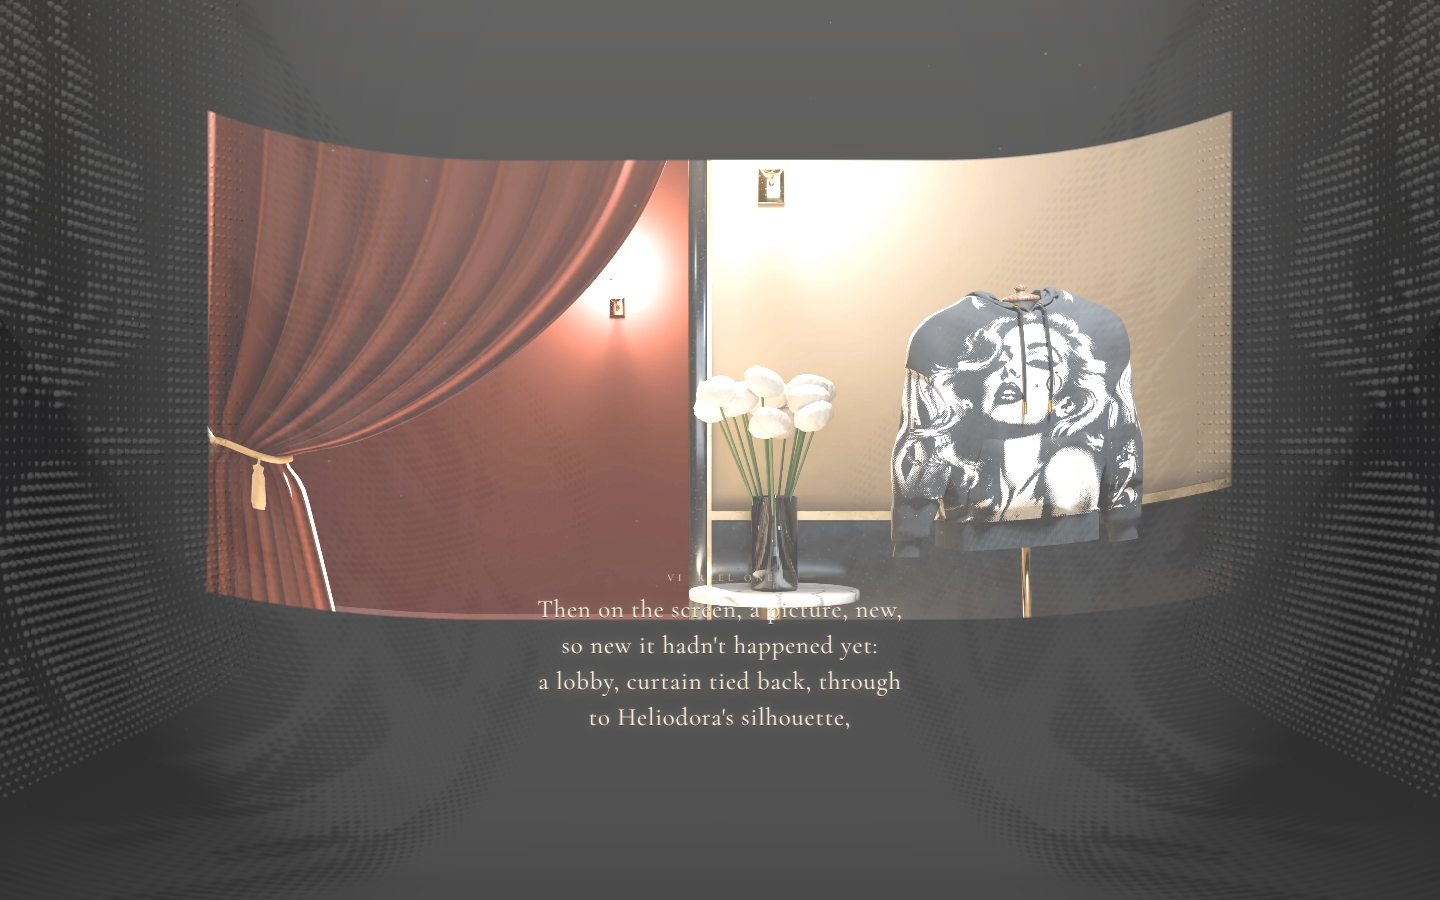 Then on the screen, a picture, new,
so new it hadn't happened yet:
a lobby, curtain tied back, through
to Heliodora's silhouette,